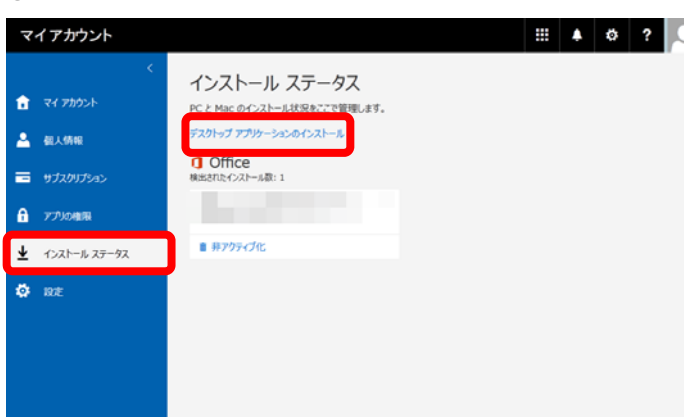 マイアカウント
?
<
インストール ステータス
PC と Mac のインストール状況をここで管理します。
マイ アカウント
デスクトップ アプリケーションのインストール
個人情報
Office
検出されたインストール数: 1
サブスクリプション
アプリの権限
インストール ステータス
非アクティブ化
設定